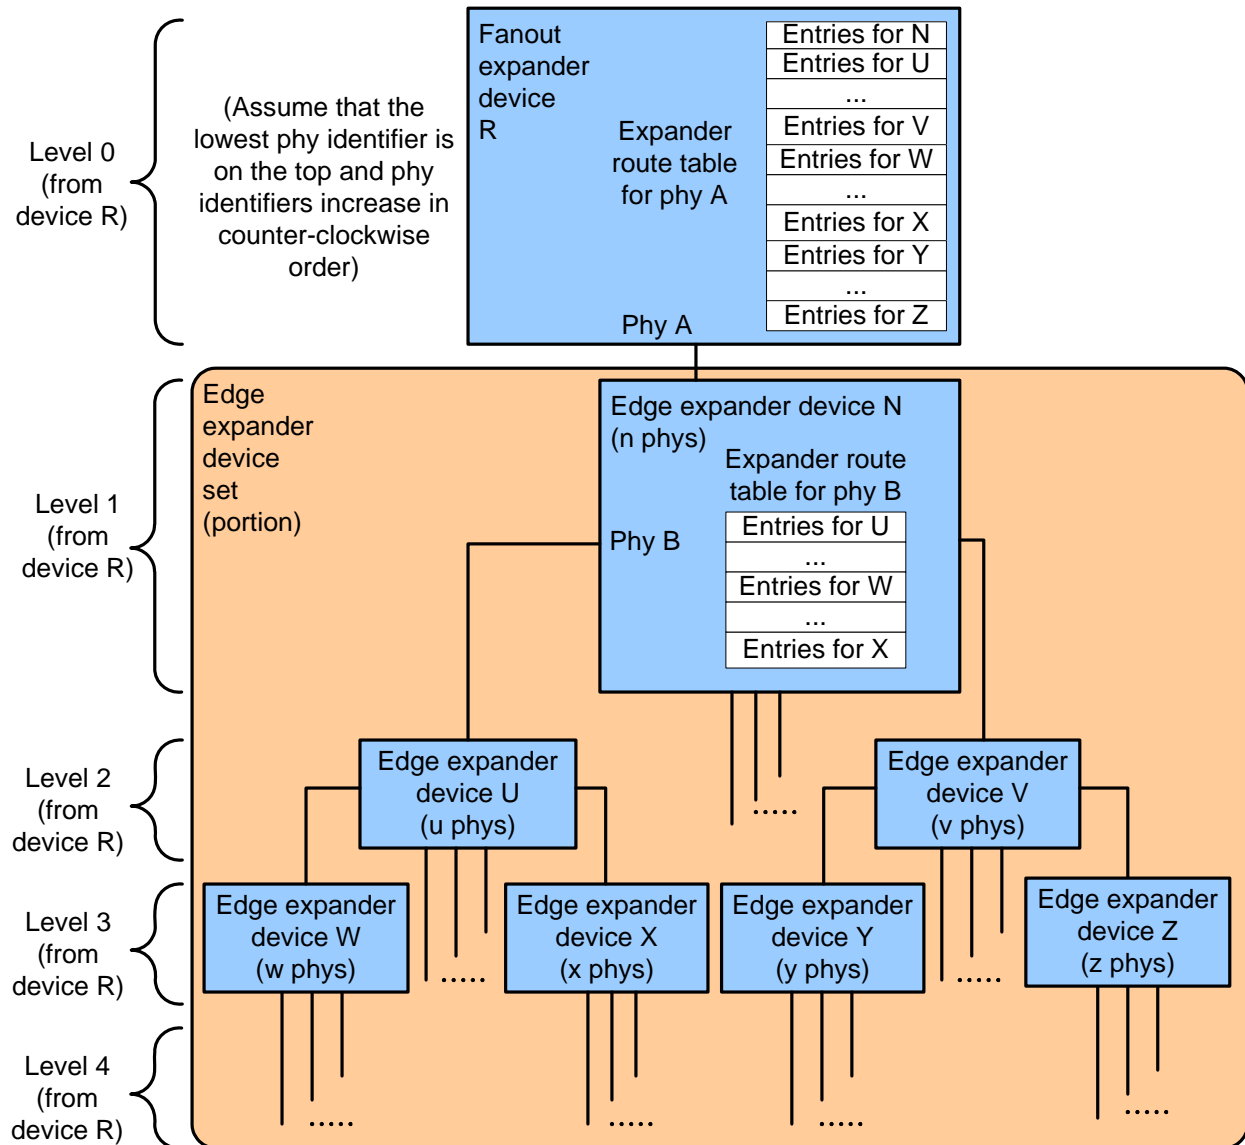 Level 0
(from
device R)
(Assume that the
lowest phy identifier is
on the top and phy
identifiers increase in
counter-clockwise
order)
Fanout
expander
device
R
Expander
route table
for phy A
Entries for N
Entries for U
...
Entries for V
Entries for W
...
Entries for X
Entries for Y
...
Entries for Z
Phy A
Level 1
(from
device R)
Edge
expander
device
set
(portion)
Edge expander device N
(n phys)
Expander route
table for phy B
Phy B
Entries for U
...
Entries for W
...
Entries for X
Level 2
(from
device R)
Edge expander
device U
(u phys)
.....
Edge expander
device V
(v phys)
Level 3
(from
device R)
Edge expander
device W
(w phys)
.....
Edge expander
device X
(x phys)
Edge expander
device Y
(y phys)
.....
Edge expander
device Z
(z phys)
Level 4
(from
device R)
.....
.....
.....
.....